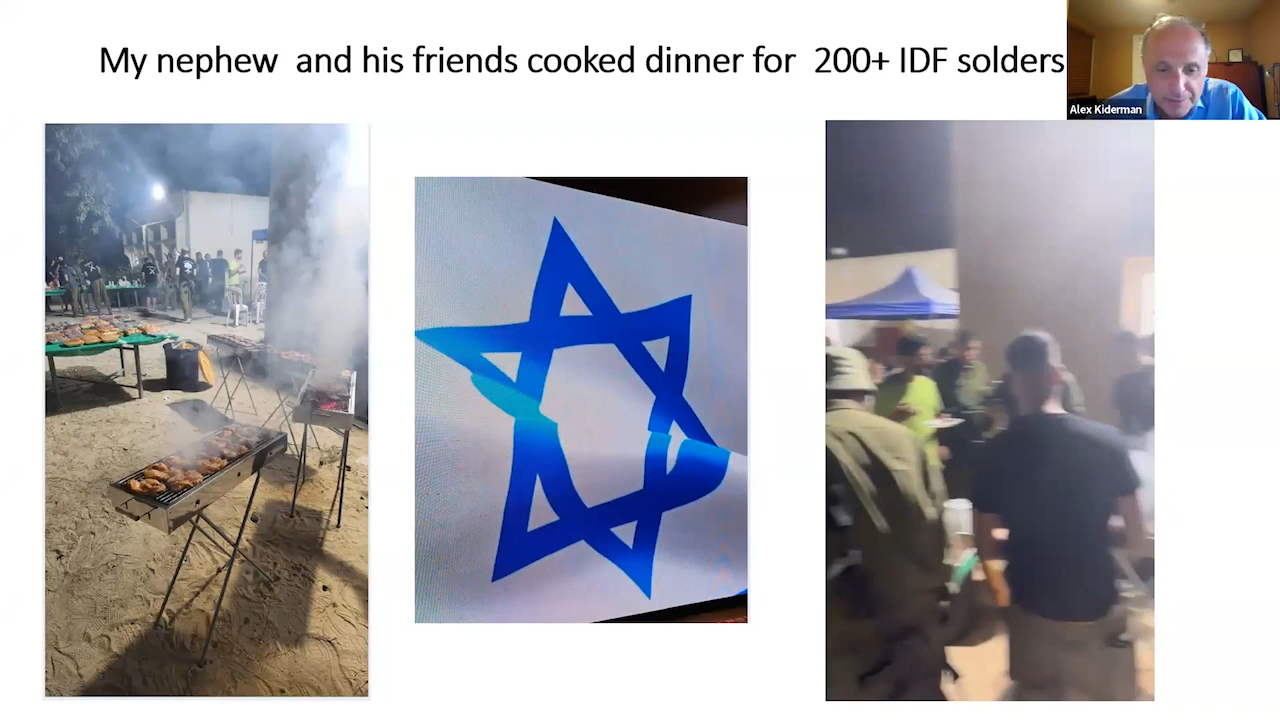 My nephew  and his friends cooked dinner for  200+ IDF solders
Alex Kiderman